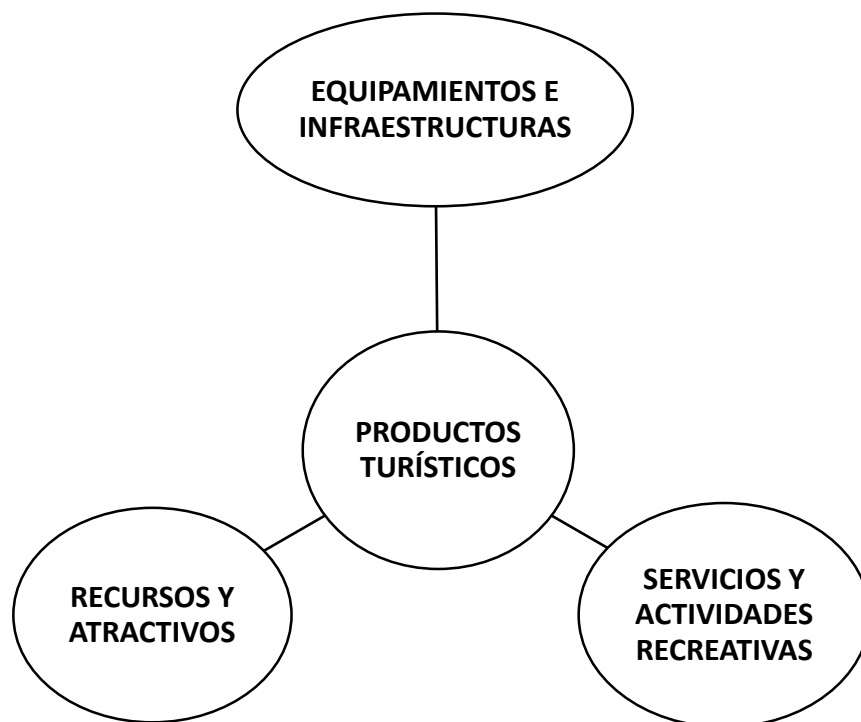 EQUIPAMIENTOS E
INFRAESTRUCTURAS
PRODUCTOS
TURÍSTICOS
RECURSOS Y
ATRACTIVOS
SERVICIOS Y
ACTIVIDADES
RECREATIVAS